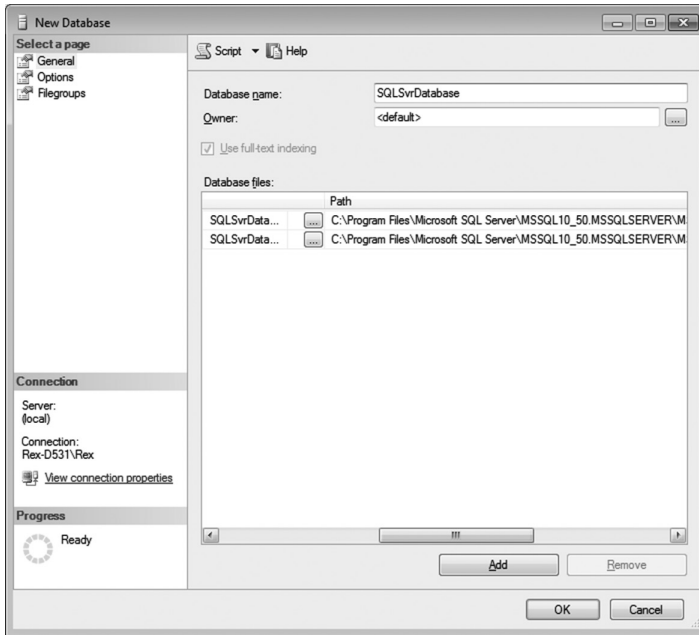 New Database
Select a page
General
Options
Filegroups
Script
Help
Database name:
SQLSvrDatabase
Owner:
<default>
...
Use full-text indexing
Database files:
Path
SQLSvrData... ... C:\Program Files\Microsoft SQL Server\MSSQL10_50.MSSQLSERVER\M
SQLSvrData... ... C:\Program Files\Microsoft SQL Server\MSSQL10_50.MSSQLSERVER\M
Connection
Server:
(local)
Connection:
Rex-D531\Rex
View connection properties
Progress
Ready
Add
Remove
OK
Cancel